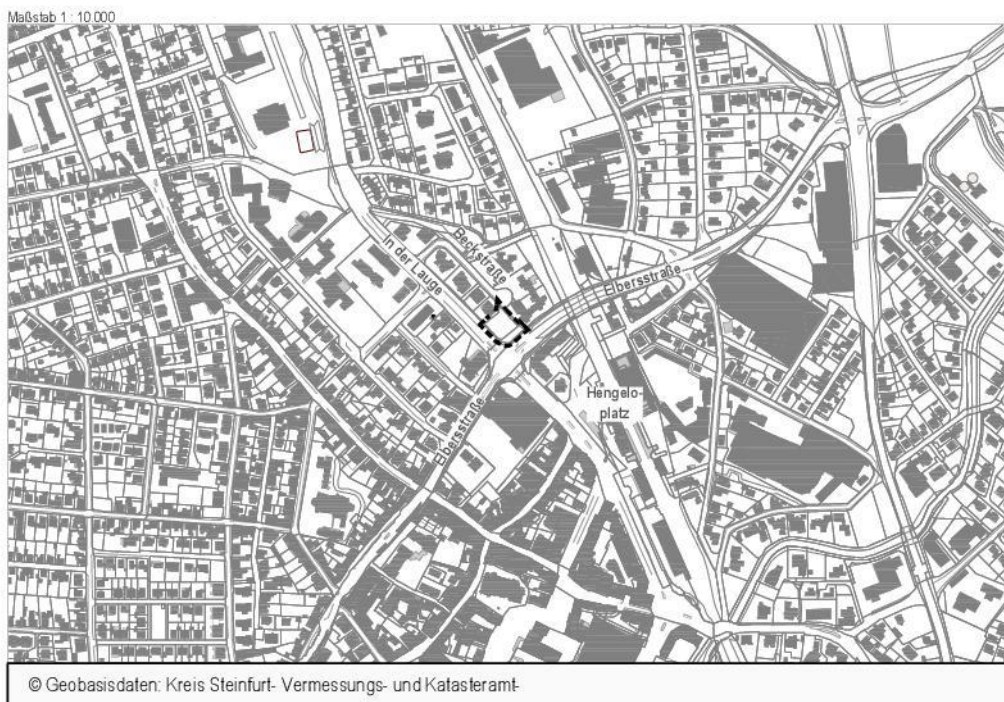 Maßstab 1 : 10 000
Beckstraße
In der Lauge
Elbersstraße
Hengelo-
platz
Elbersstraße
© Geobasisdaten: Kreis Steinfurt- Vermessungs- und Katasteramt-